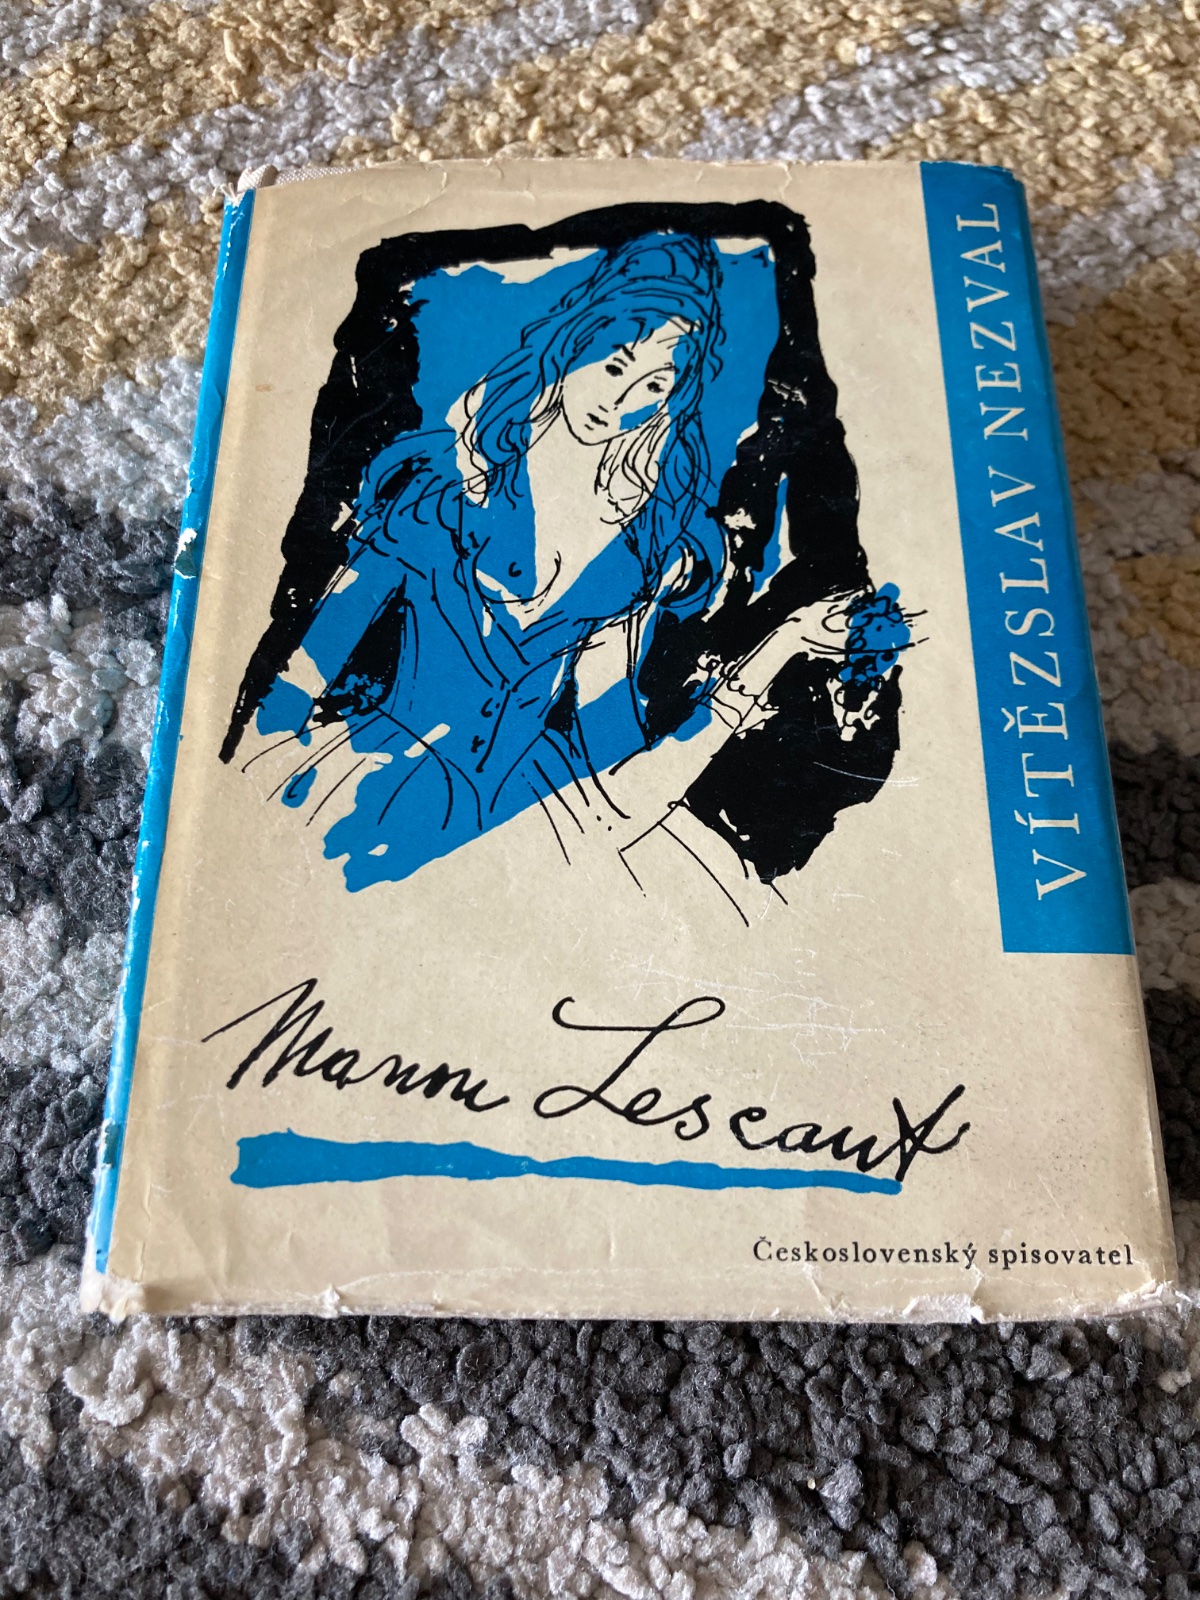 VÍTĚZSLAV NEZVAL
Manon Lescaut
Československý spisovatel